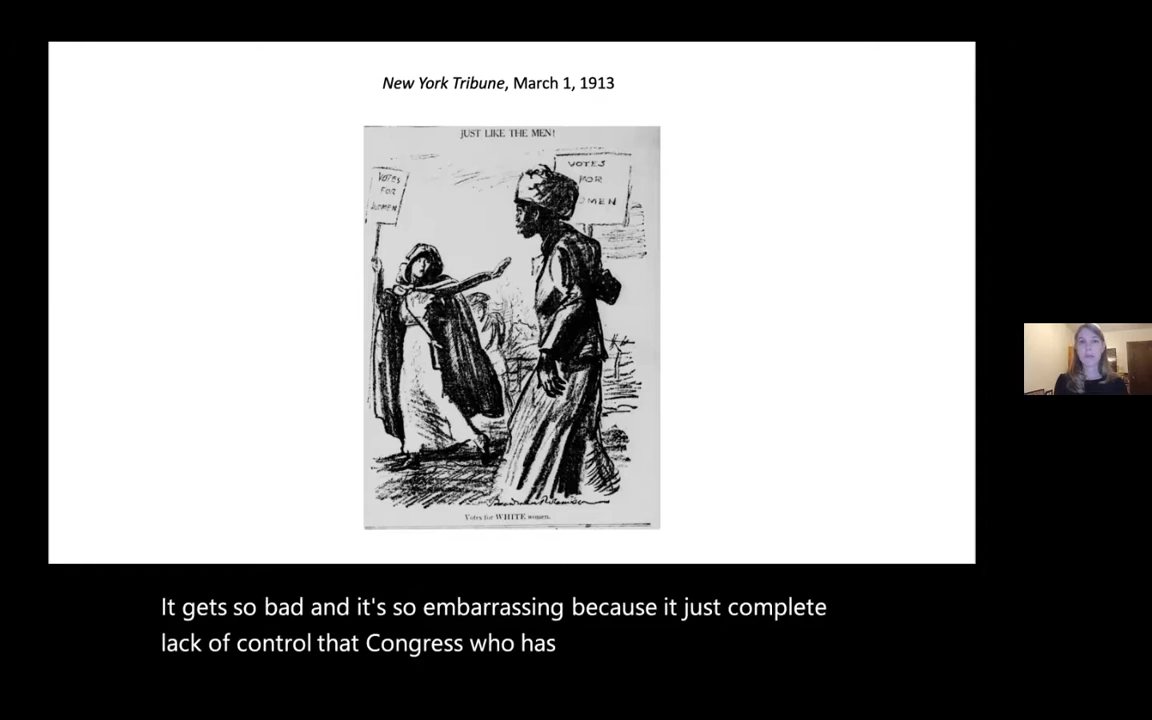 New York Tribune, March 1, 1913
JUST LIKE THE MEN!
VOTES
FOR
WOMEN
VOTES
FOR
OMEN
Votes for WHITE women.
It gets so bad and it's so embarrassing because it just complete
lack of control that Congress who has